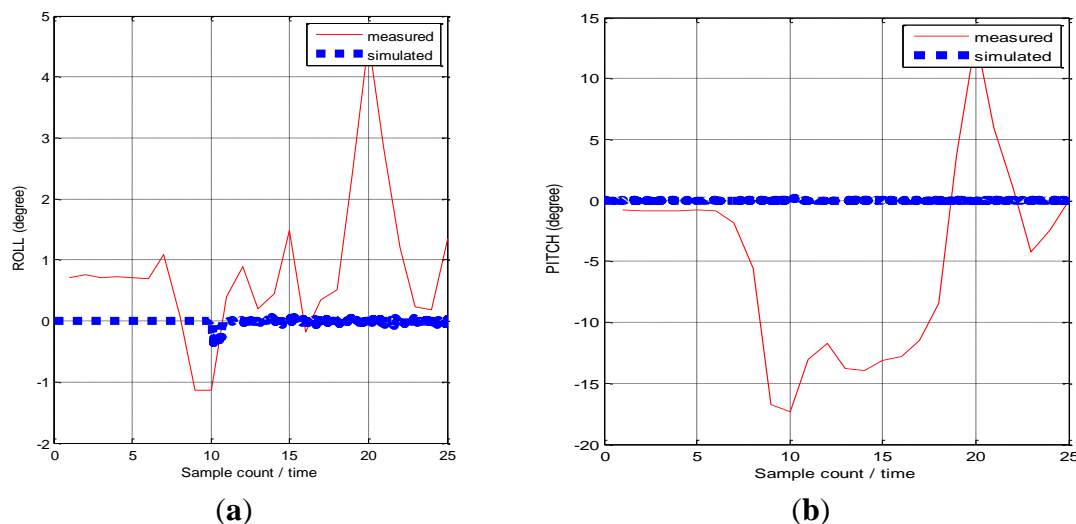 5
4
3
2
1
0
-1
-2
ROLL (degree)
0
5
10
15
20
25
Sample count / time
measured
simulated
(a)
15
10
5
0
-5
-10
-15
-20
PITCH (degree)
0
5
10
15
20
25
Sample count / time
measured
simulated
(b)